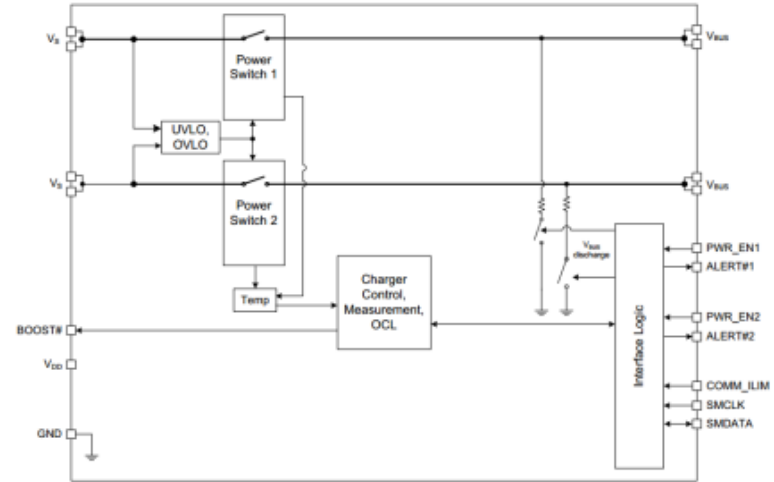 VS
VBUS
Power
Switch 1
UVLO,
OVLO
VS
VBUS
Power
Switch 2
VBUS
discharge
PWR_EN1
ALERT#1
Temp
Charger
Control,
Measurement,
OCL
Interface Logic
PWR_EN2
ALERT#2
BOOST#
VDD
COMM_ILIM
SMCLK
SMDATA
GND